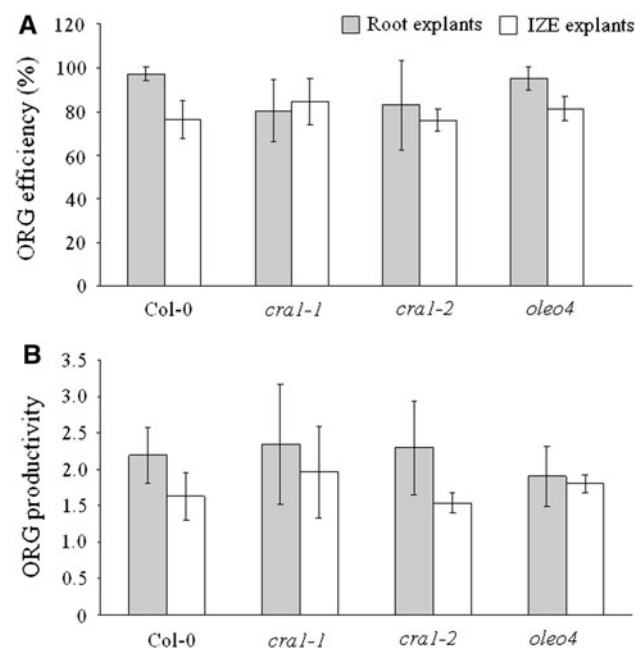 A
Root explants IZE explants
ORG efficiency (%)
120
100
80
60
40
20
0
Col-0 cra1-1 cra1-2 oleo4
B
ORG productivity
3.5
3.0
2.5
2.0
1.5
1.0
0.5
0
Col-0 cra1-1 cra1-2 oleo4